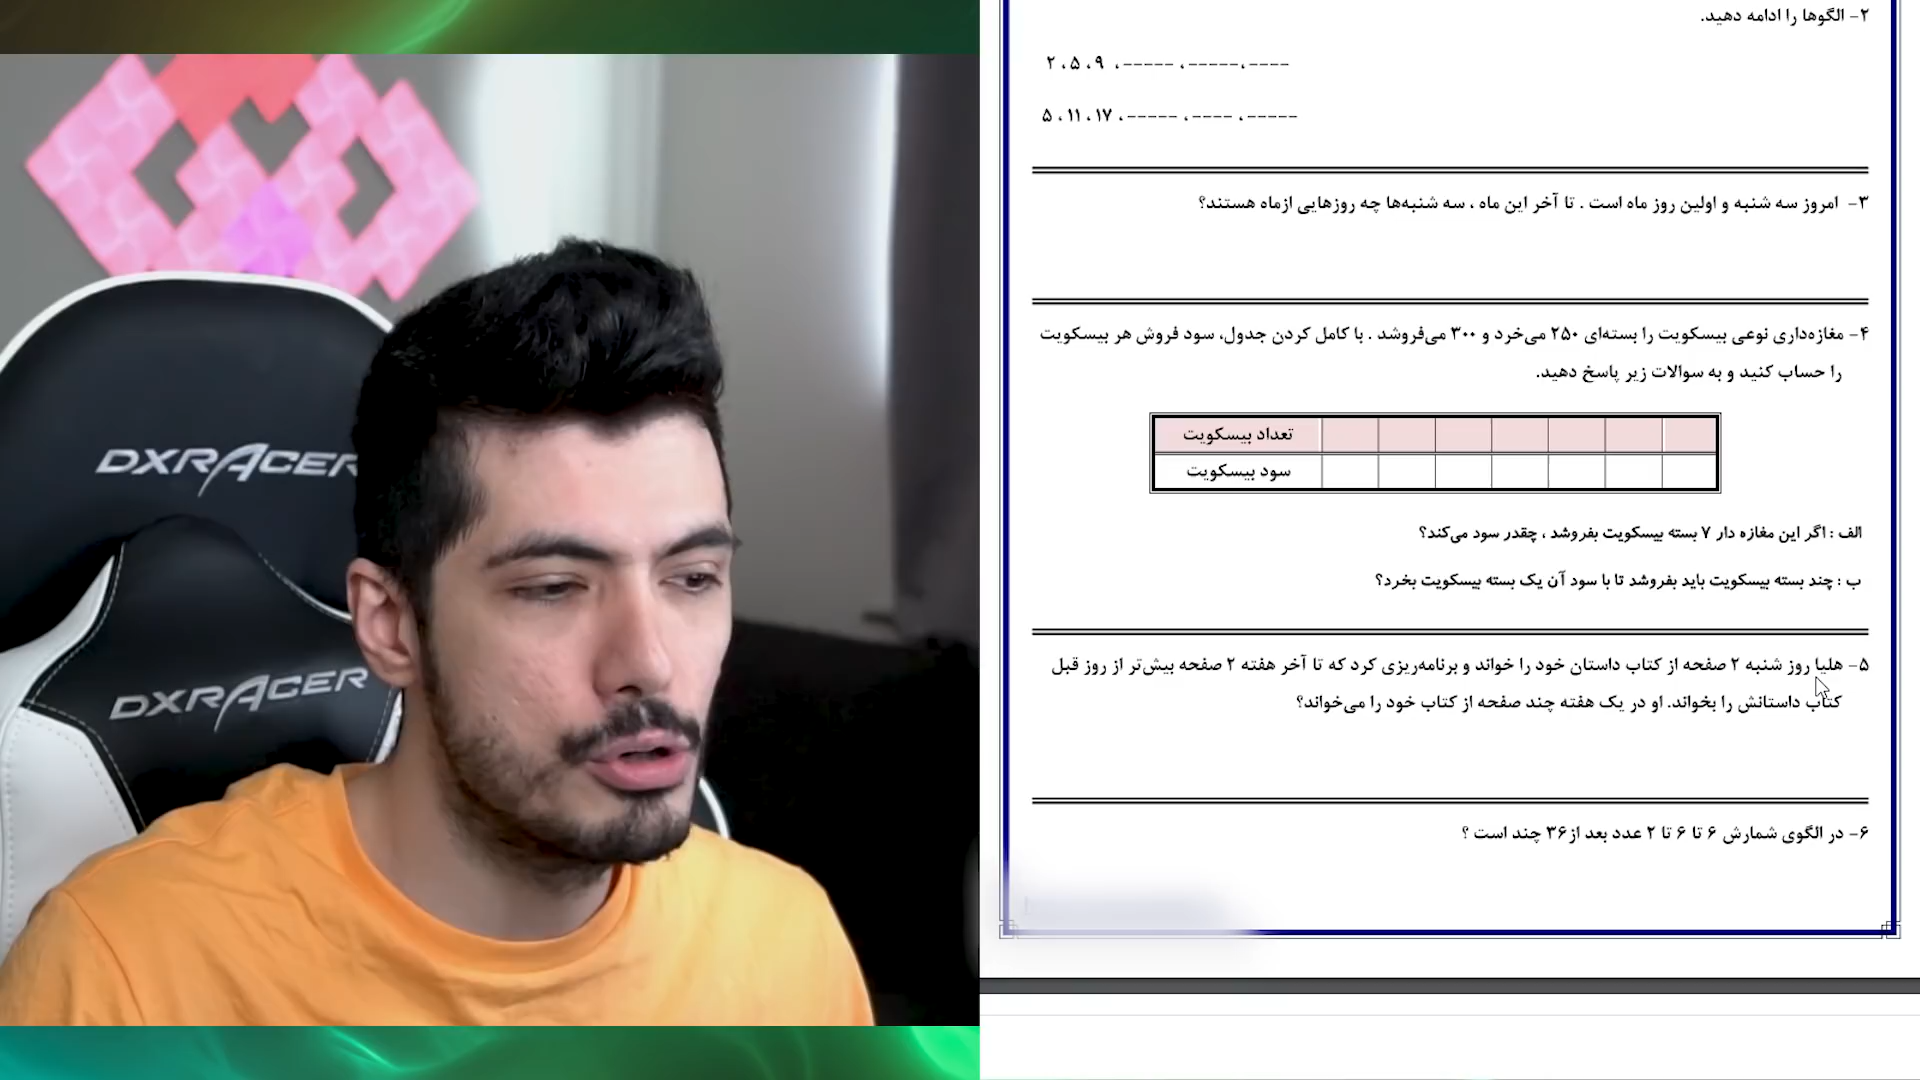 DXRACER
DXRACER
۲- الگوها را ادامه دهید.
۲ ، ۵ ، ۹ ، ----- ، -----، ----
۵ ، ۱۱ ، ۱۷ ، ----- ، ---- ، -----
۳- امروز سه شنبه و اولین روز ماه است . تا آخر این ماه ، سه شنبه‌ها چه روزهایی ازماه هستند؟
۴- مغازه‌داری نوعی بیسکویت را بسته‌ای ۲۵۰ می‌خرد و ۳۰۰ می‌فروشد . با کامل کردن جدول، سود فروش هر بیسکویت
را حساب کنید و به سوالات زیر پاسخ دهید.
تعداد بیسکویت
سود بیسکویت
الف : اگر این مغازه دار ۷ بسته بیسکویت بفروشد ، چقدر سود می‌کند؟
ب : چند بسته بیسکویت باید بفروشد تا با سود آن یک بسته بیسکویت بخرد؟
۵- هلیا روز شنبه ۲ صفحه از کتاب داستان خود را خواند و برنامه‌ریزی کرد که تا آخر هفته ۲ صفحه بیش‌تر از روز قبل
کتاب داستانش را بخواند. او در یک هفته چند صفحه از کتاب خود را می‌خواند؟
۶- در الگوی شمارش ۶ تا ۶ تا ۲ عدد بعد از۳۶ چند است ؟